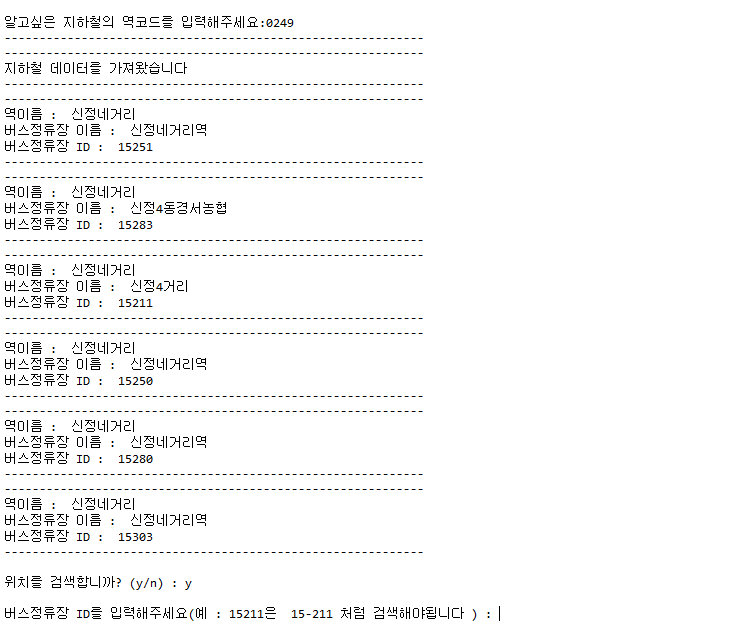 알고싶은 지하철의 역코드를 입력해주세요:0249
------------------------------------------------------------
------------------------------------------------------------
지하철 데이터를 가져왔습니다
------------------------------------------------------------
------------------------------------------------------------
역이름 :  신정네거리
버스정류장 이름 :  신정네거리역
버스정류장 ID :  15251
------------------------------------------------------------
------------------------------------------------------------
역이름 :  신정네거리
버스정류장 이름 :  신정4동경서농협
버스정류장 ID :  15283
------------------------------------------------------------
------------------------------------------------------------
역이름 :  신정네거리
버스정류장 이름 :  신정4거리
버스정류장 ID :  15211
------------------------------------------------------------
------------------------------------------------------------
역이름 :  신정네거리
버스정류장 이름 :  신정네거리역
버스정류장 ID :  15250
------------------------------------------------------------
------------------------------------------------------------
역이름 :  신정네거리
버스정류장 이름 :  신정네거리역
버스정류장 ID :  15280
------------------------------------------------------------
------------------------------------------------------------
역이름 :  신정네거리
버스정류장 이름 :  신정네거리역
버스정류장 ID :  15303
------------------------------------------------------------
위치를 검색합니까? (y/n) : y
버스정류장 ID를 입력해주세요(예 : 15211은  15-211 처럼 검색해야됩니다 ) :